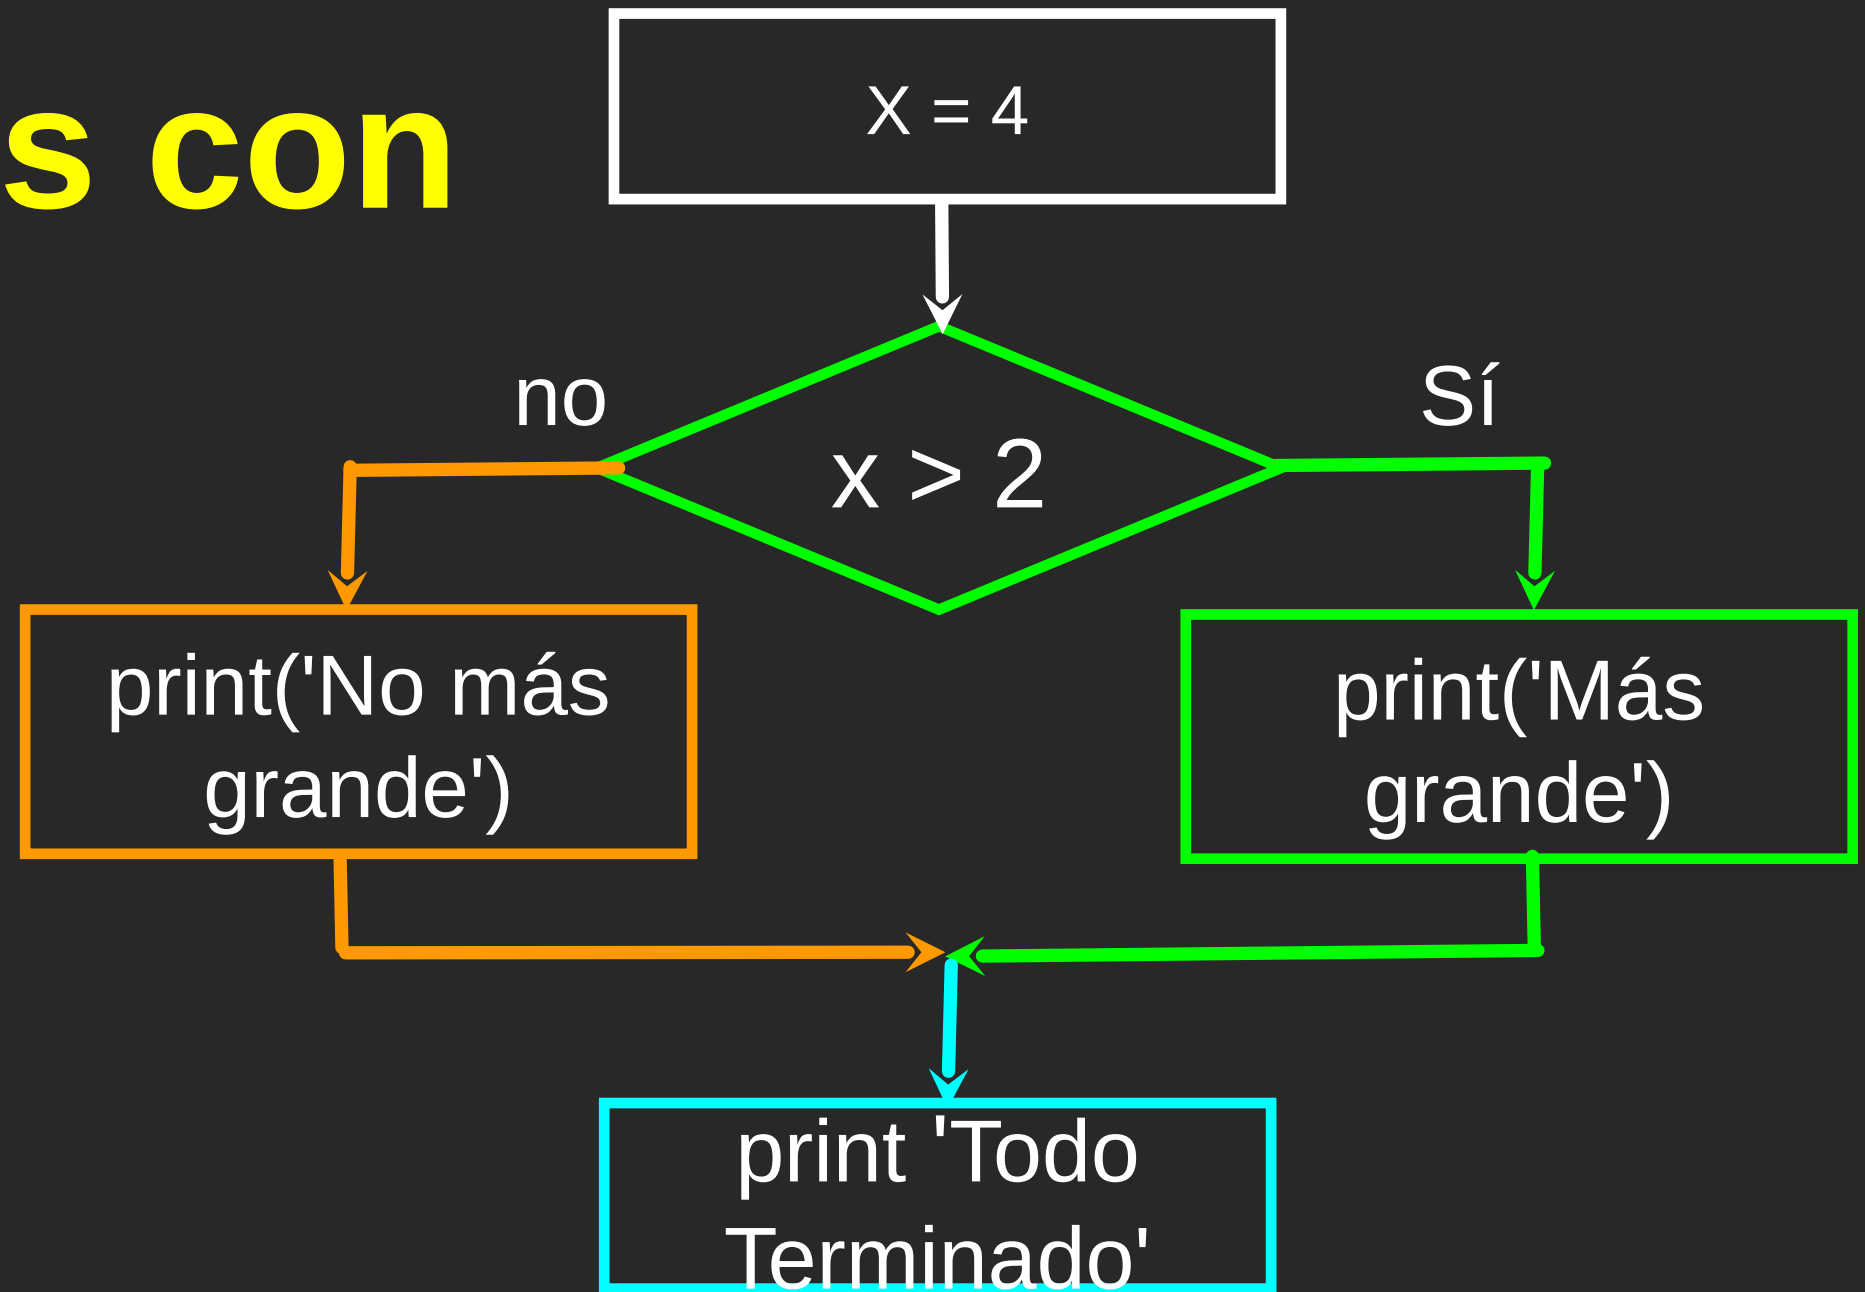 s con
X = 4
no
Sí
x > 2
print('No más
grande')
print('Más
grande')
print 'Todo
Terminado'